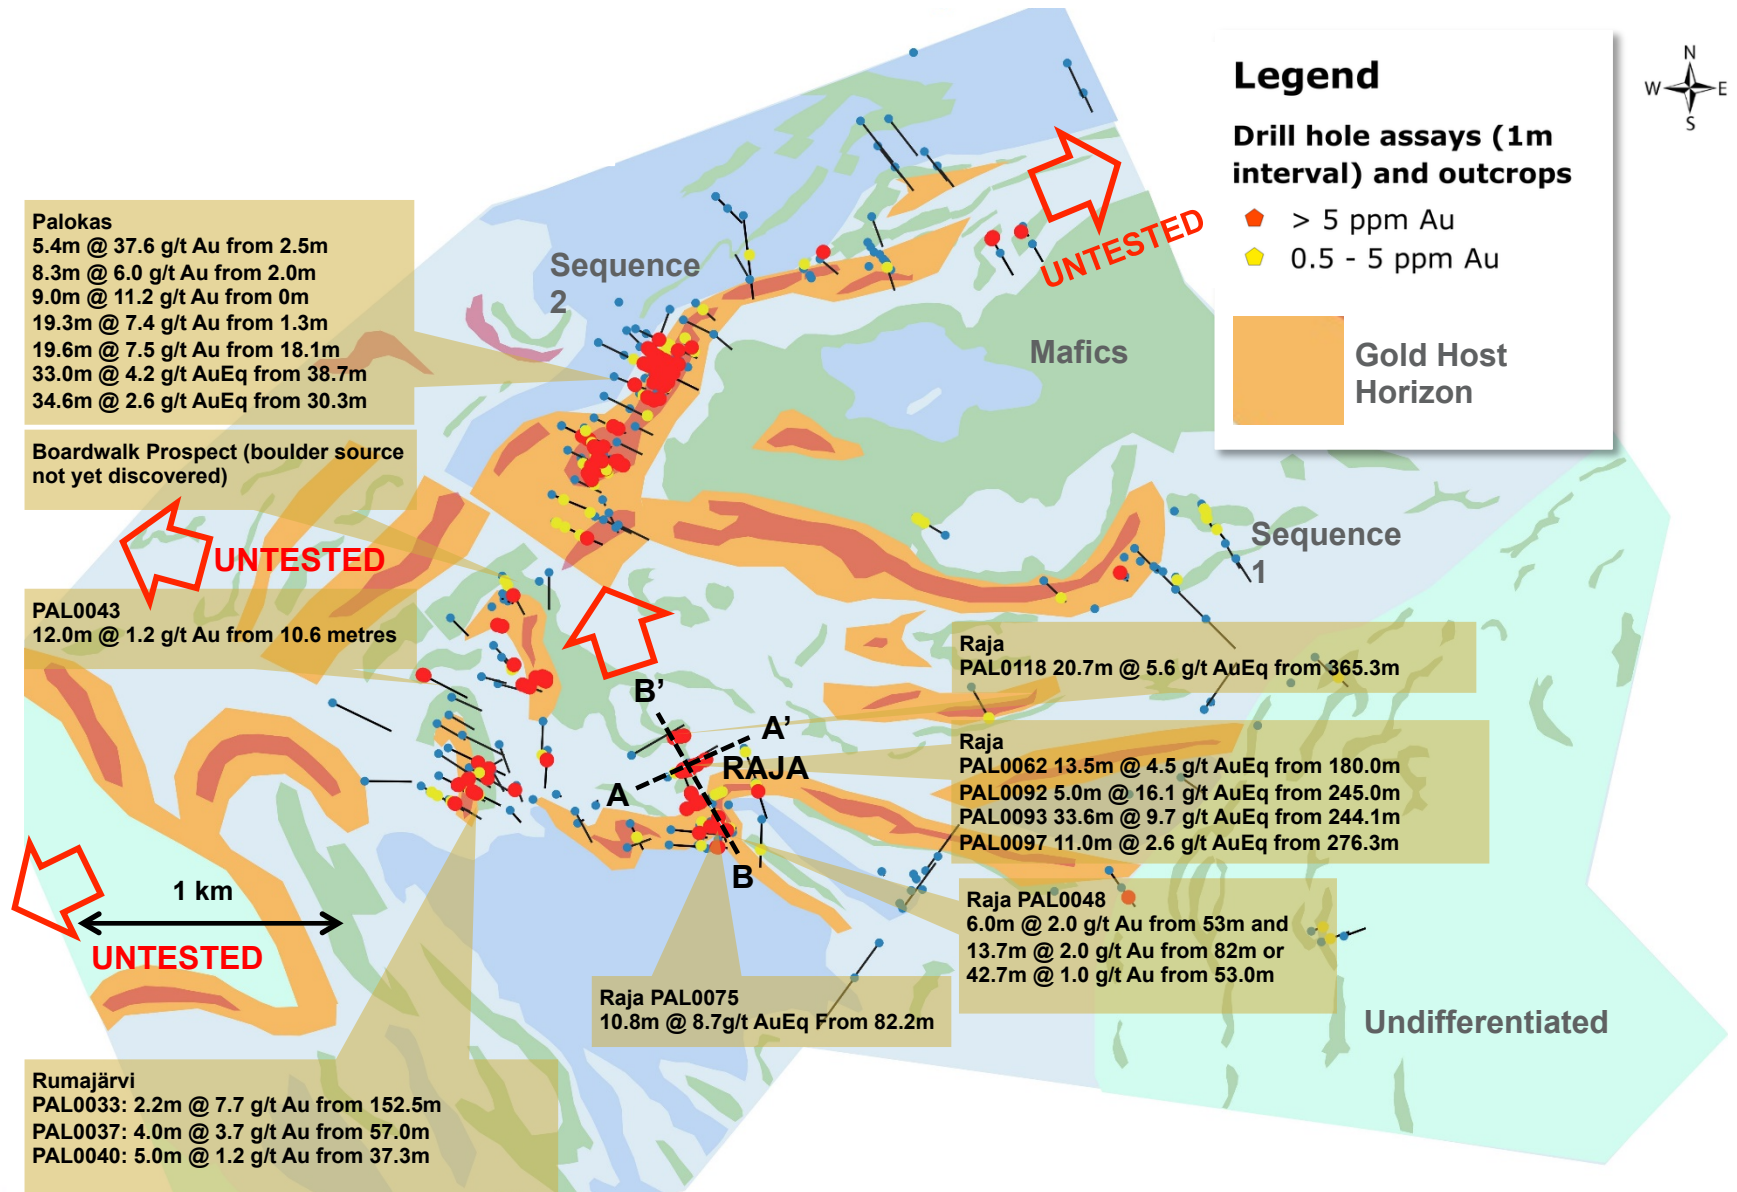 N
W E
S
Legend
Drill hole assays (1m
interval) and outcrops
> 5 ppm Au
0.5 - 5 ppm Au
Gold Host
Horizon
Palokas
5.4m @ 37.6 g/t Au from 2.5m
8.3m @ 6.0 g/t Au from 2.0m
9.0m @ 11.2 g/t Au from 0m
19.3m @ 7.4 g/t Au from 1.3m
19.6m @ 7.5 g/t Au from 18.1m
33.0m @ 4.2 g/t AuEq from 38.7m
34.6m @ 2.6 g/t AuEq from 30.3m
Sequence
2
UNTESTED
Mafics
Boardwalk Prospect (boulder source
not yet discovered)
UNTESTED
Sequence
1
PAL0043
12.0m @ 1.2 g/t Au from 10.6 metres
Raja
PAL0118 20.7m @ 5.6 g/t AuEq from 365.3m
B’
A’
RAJA
A
B
Raja
PAL0062 13.5m @ 4.5 g/t AuEq from 180.0m
PAL0092 5.0m @ 16.1 g/t AuEq from 245.0m
PAL0093 33.6m @ 9.7 g/t AuEq from 244.1m
PAL0097 11.0m @ 2.6 g/t AuEq from 276.3m
1 km
UNTESTED
Raja PAL0048
6.0m @ 2.0 g/t Au from 53m and
13.7m @ 2.0 g/t Au from 82m or
42.7m @ 1.0 g/t Au from 53.0m
Raja PAL0075
10.8m @ 8.7g/t AuEq From 82.2m
Undifferentiated
Rumajärvi
PAL0033: 2.2m @ 7.7 g/t Au from 152.5m
PAL0037: 4.0m @ 3.7 g/t Au from 57.0m
PAL0040: 5.0m @ 1.2 g/t Au from 37.3m